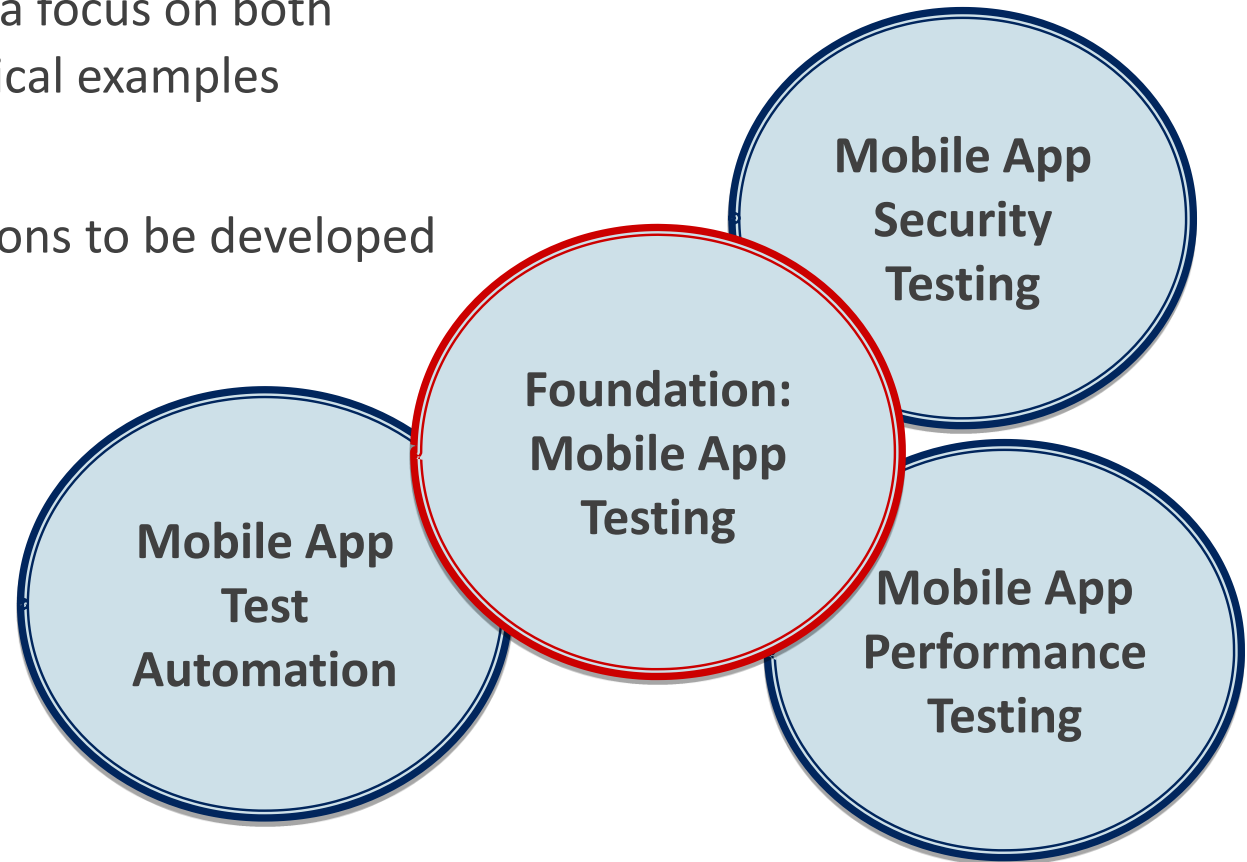 a focus on both
ical examples
ons to be developed
Mobile App
Security
Testing
Foundation:
Mobile App
Testing
Mobile App
Test
Automation
Mobile App
Performance
Testing